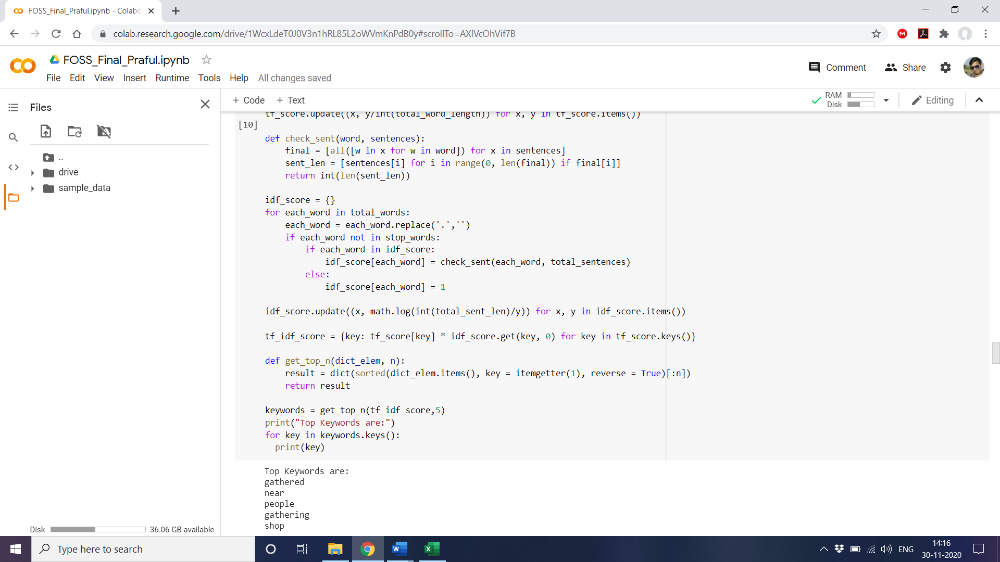 FOSS_Final_Praful.ipynb - Colabo
colab.research.google.com/drive/1WcxLdeT0J0V3n1hRL85L2oWVmKnPdB0y#scrollTo=AXlVcOhVif7B
FOSS_Final_Praful.ipynb
Comment
Share
File Edit View Insert Runtime Tools Help All changes saved
Files
+ Code + Text
RAM
Disk
Editing
..
drive
sample_data
tf_score.update((x, y/int(total_word_length)) for x, y in tf_score.items())
[10]
def check_sent(word, sentences):
    final = [all([w in x for w in word]) for x in sentences]
    sent_len = [sentences[i] for i in range(0, len(final)) if final[i]]
    return int(len(sent_len))
idf_score = {}
for each_word in total_words:
    each_word = each_word.replace('.','')
    if each_word not in stop_words:
        if each_word in idf_score:
            idf_score[each_word] = check_sent(each_word, total_sentences)
        else:
            idf_score[each_word] = 1
idf_score.update((x, math.log(int(total_sent_len)/y)) for x, y in idf_score.items())
tf_idf_score = {key: tf_score[key] * idf_score.get(key, 0) for key in tf_score.keys()}
def get_top_n(dict_elem, n):
    result = dict(sorted(dict_elem.items(), key = itemgetter(1), reverse = True)[:n])
    return result
keywords = get_top_n(tf_idf_score,5)
print("Top Keywords are:")
for key in keywords.keys():
  print(key)
Top Keywords are:
gathered
near
people
gathering
shop
Disk 36.06 GB available
Type here to search
ENG
14:16
30-11-2020